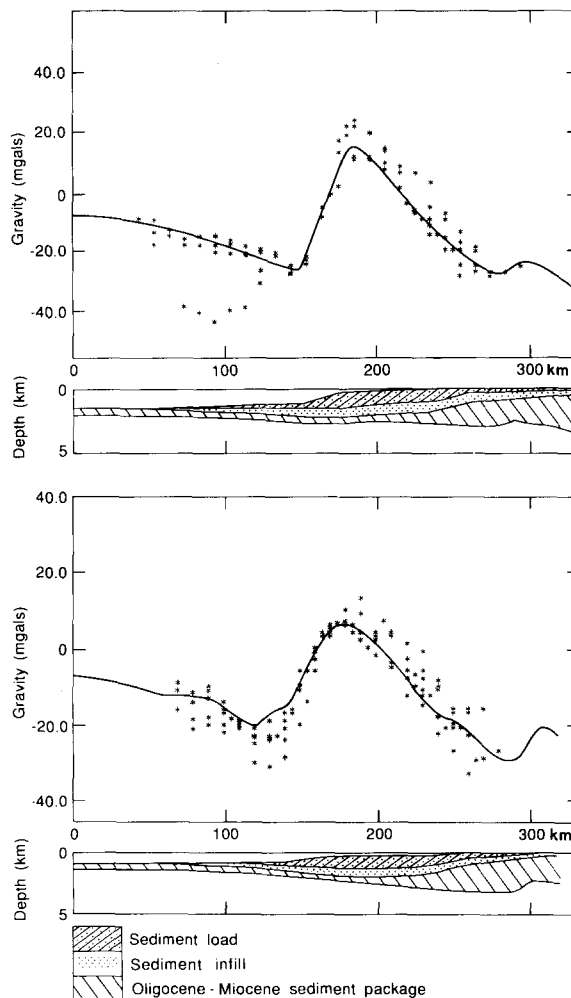 40.0
20.0
0
-20.0
-40.0
Gravity (mgals)
0
100
200
300 km
0
5
Depth (km)
40.0
20.0
0
-20.0
-40.0
Gravity (mgals)
0
100
200
300 km
0
5
Depth (km)
Sediment load
Sediment infill
Oligocene - Miocene sediment package